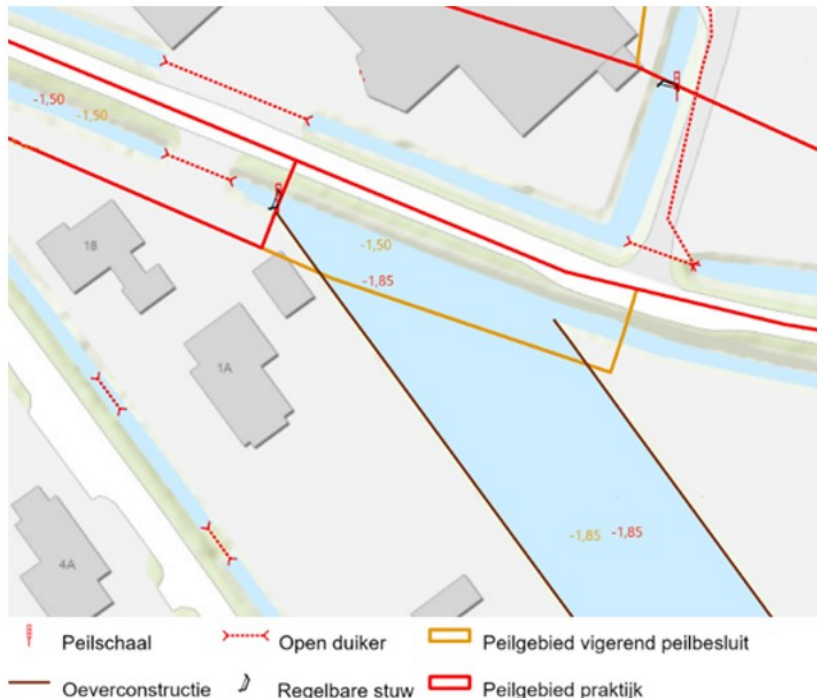 -1,50
-1,50
18
-1,50
-1,85
1A
-1,85 -1,85
4A
Peilschaal Open duiker Peilgebied vigerend peilbesluit
Oeverconstructie Regelbare stuw Peilgebied praktijk